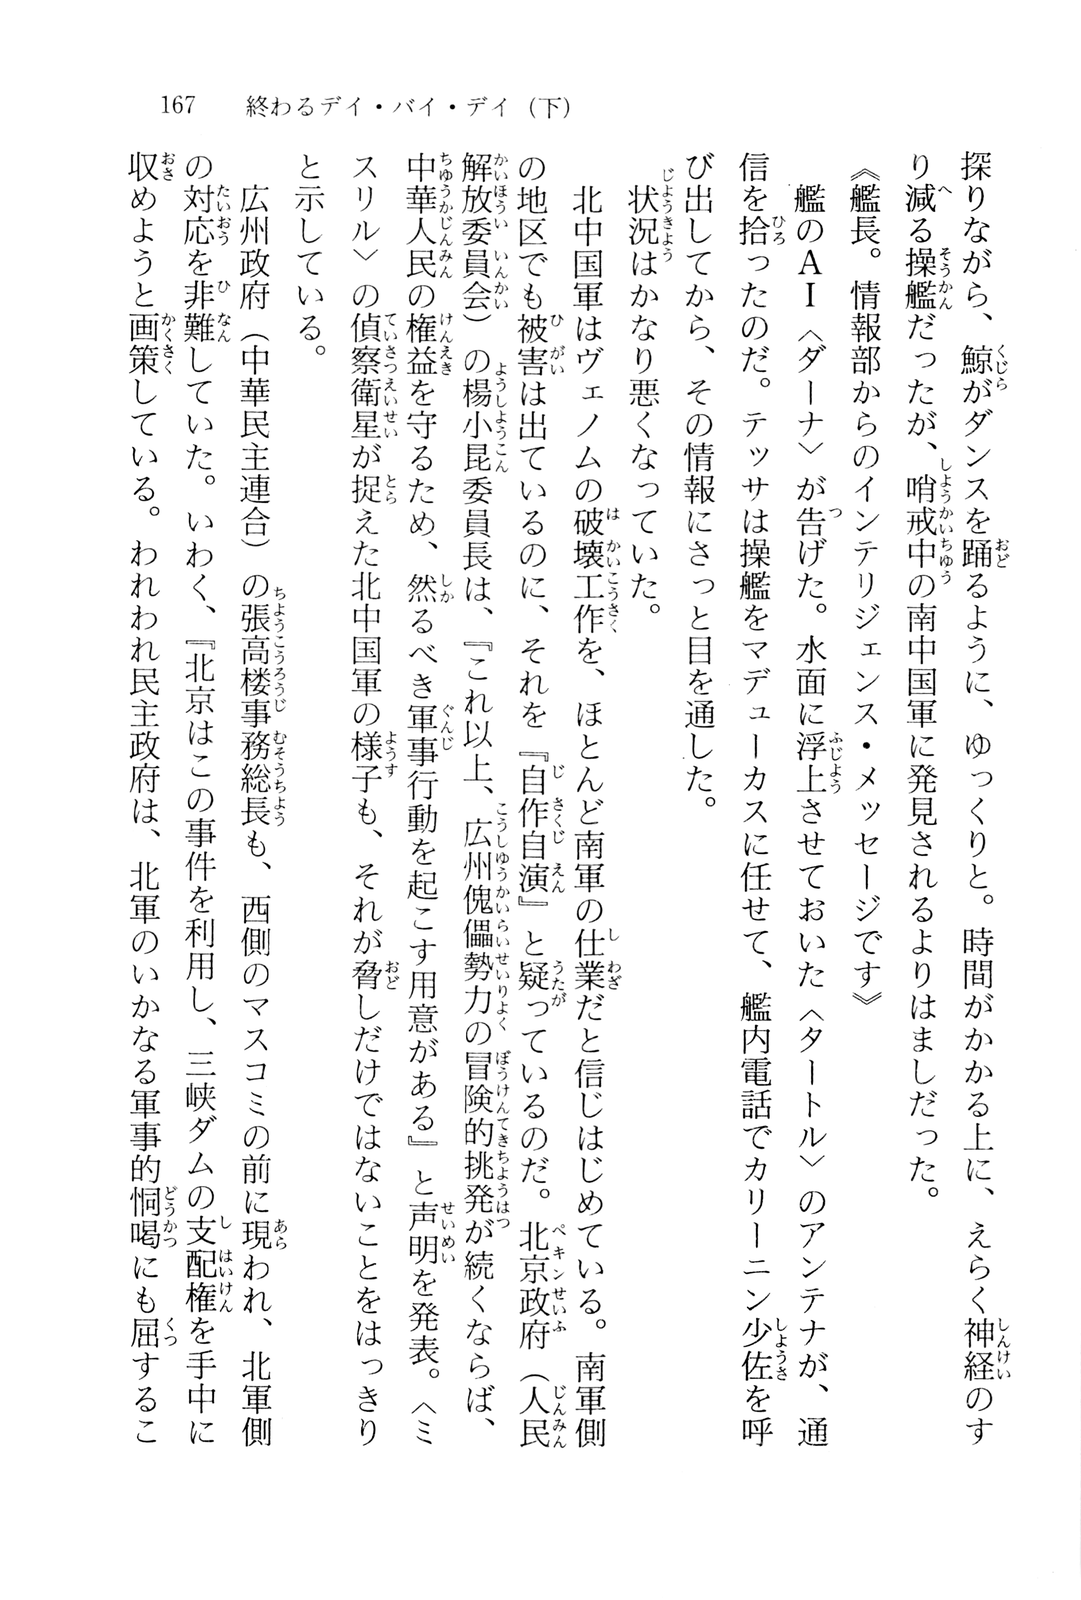 167　終わるデイ・バイ・デイ（下）
探りながら、鯨がダンスを踊るように、ゆっくりと。時間がかかる上に、えらく神経のす
り減る操艦だったが、哨戒中の南中国軍に発見されるよりはましだった。
《艦長。情報部からのインテリジェンス・メッセージです》
　艦のＡＩ〈ダーナ〉が告げた。水面に浮上させておいた〈タートル〉のアンテナが、通
信を拾ったのだ。テッサは操艦をマデューカスに任せて、艦内電話でカリーニン少佐を呼
び出してから、その情報にさっと目を通した。
　状況はかなり悪くなっていた。
　北中国軍はヴェノムの破壊工作を、ほとんど南軍の仕業だと信じはじめている。南軍側
の地区でも被害は出ているのに、それを『自作自演』と疑っているのだ。北京政府（人民
解放委員会）の楊小昆委員長は、『これ以上、広州傀儡勢力の冒険的挑発が続くならば、
中華人民の権益を守るため、然るべき軍事行動を起こす用意がある』と声明を発表。〈ミ
スリル〉の偵察衛星が捉えた北中国軍の様子も、それが脅しだけではないことをはっきり
と示している。
　広州政府（中華民主連合）の張高楼事務総長も、西側のマスコミの前に現われ、北軍側
の対応を非難していた。いわく、『北京はこの事件を利用し、三峡ダムの支配権を手中に
収めようと画策している。われわれ民主政府は、北軍のいかなる軍事的恫喝にも屈するこ